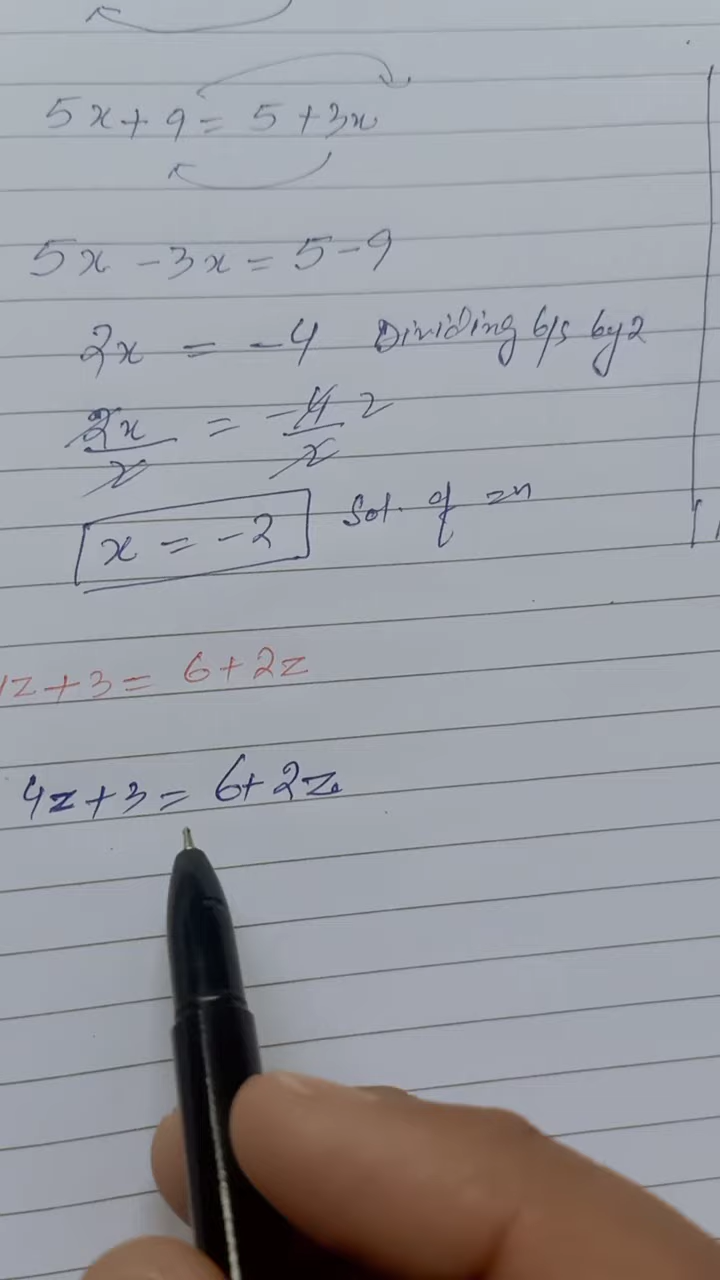 5x + 9 = 5 + 3x
5x - 3x = 5 - 9
2x = -4 Dividing b/s by 2
2x/2 = -4/2 2
x = -2 Sol. of
z + 3 = 6 + 2z
4z + 3 = 6 + 2z